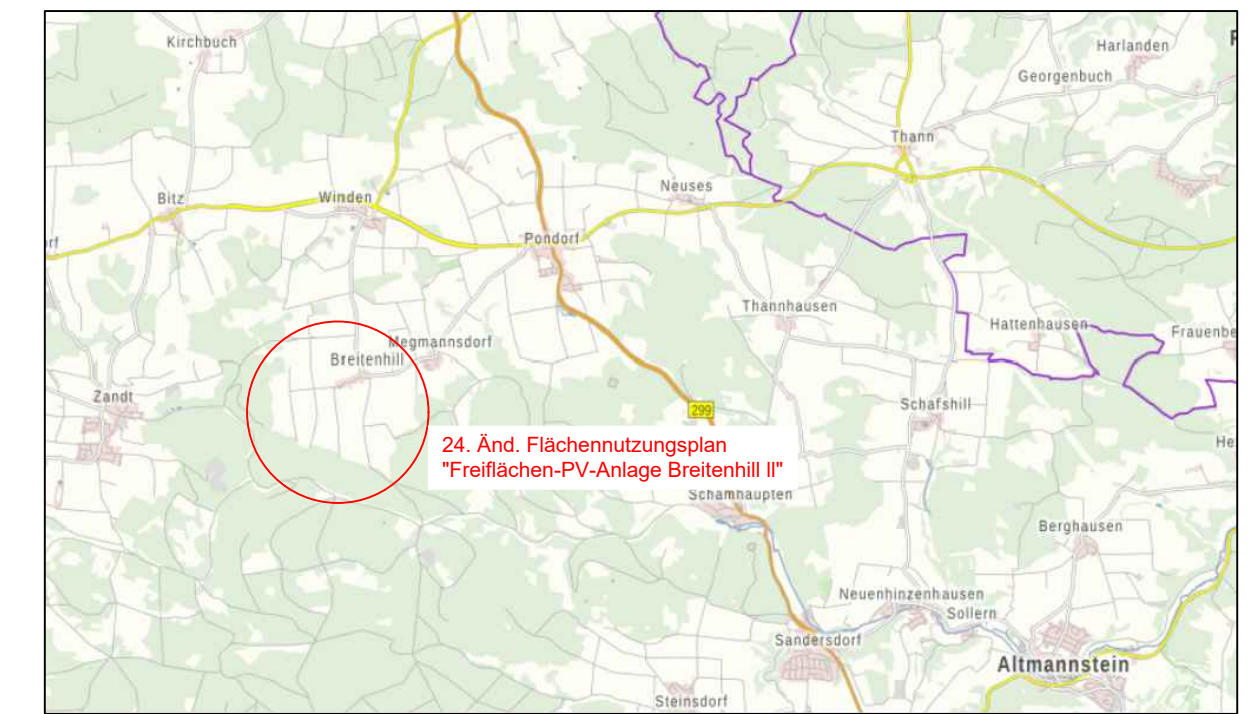 Kirchbuch
Harlanden
Georgenbuch
Thann
Bitz
Winden
Neuses
Pondorf
Thannhausen
Hattenhausen
Frauenbe
Megmannsdorf
Breitenhill
Zandt
299
Schafshill
24. Änd. Flächennutzungsplan
"Freiflächen-PV-Anlage Breitenhill II"
Schamhaupten
Berghausen
Neuenhinzenhausen
Sollern
Sandersdorf
Altmannstein
Steinsdorf